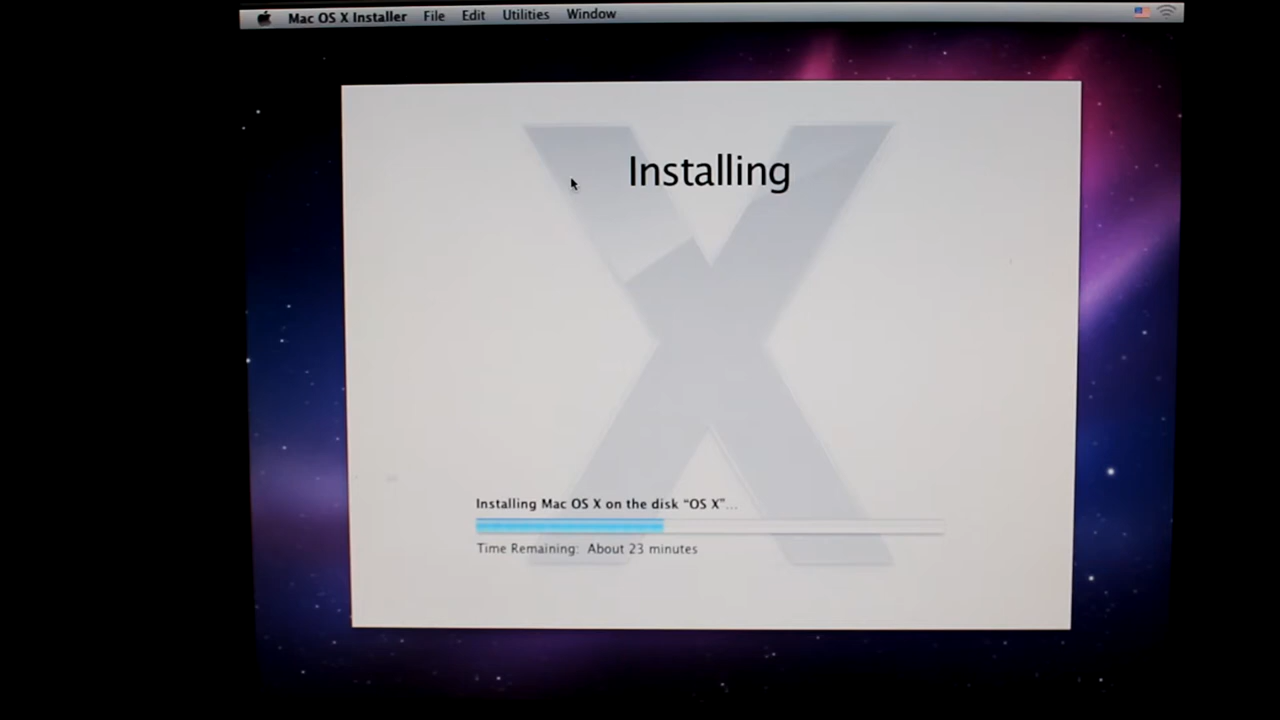 Mac OS X Installer File Edit Utilities Window
Installing
Installing Mac OS X on the disk “OS X”...
Time Remaining: About 23 minutes